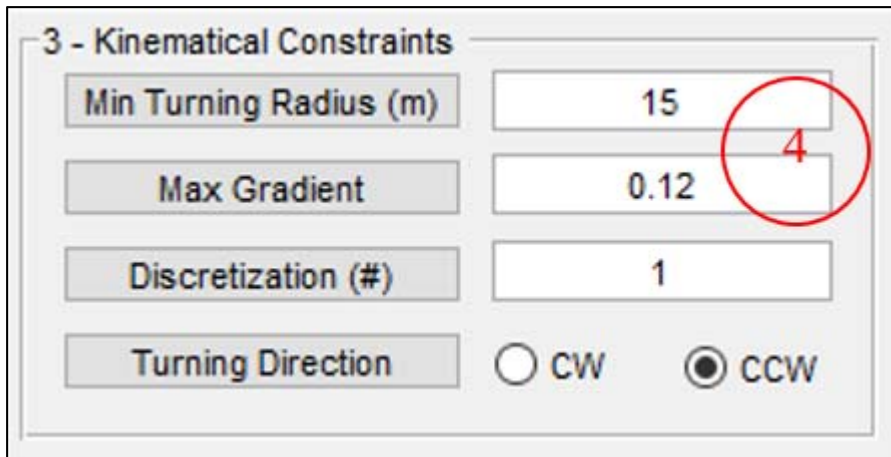 3 - Kinematical Constraints
Min Turning Radius (m) 15
4
Max Gradient 0.12
Discretization (#) 1
Turning Direction CW CCW